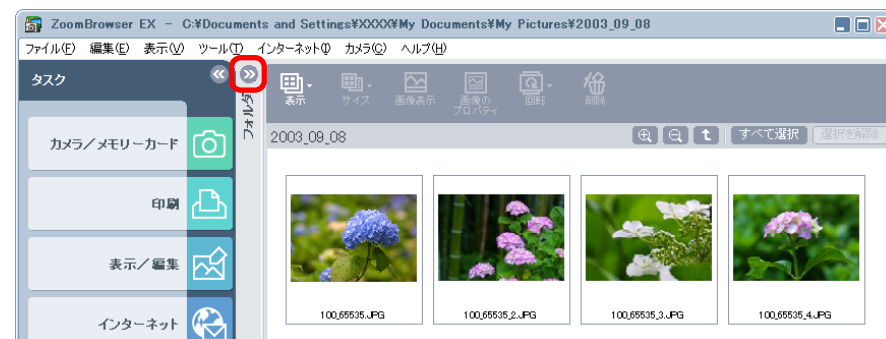 ZoomBrowser EX - C:¥Documents and Settings¥XXXX¥My Documents¥My Pictures¥2003_09_08
ファイル(F) 編集(E) 表示(V) ツール(T) インターネット(I) カメラ(C) ヘルプ(H)
タスク
フォルダ
表示 サイズ 画像表示 画像のプロパティ 回転 削除
2003_09_08 すべて選択 選択を解除
カメラ/メモリーカード
印刷
表示/編集
インターネット
100_65535.JPG 100_65535_2.JPG 100_65535_3.JPG 100_65535_4.JPG